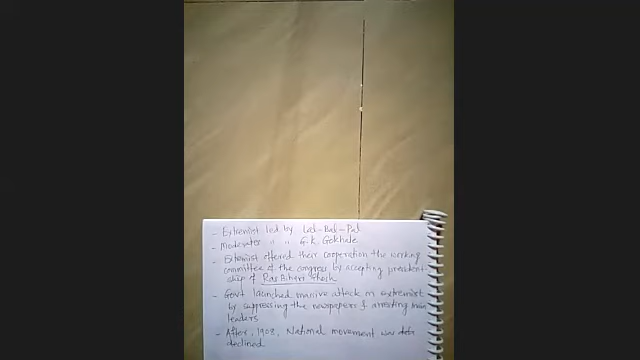 - Extremist led by Lal-Bal-Pal
- Moderater " " G.K. Gokhale
- Extremist offered their cooperation the working
committee of the congress by accepting president
ship of Ras Bihari Ghosh
- Govt launched massive attack on extremist
by suppressing the newspapers & arresting main
leaders
- After, 1908, National movement was
declined